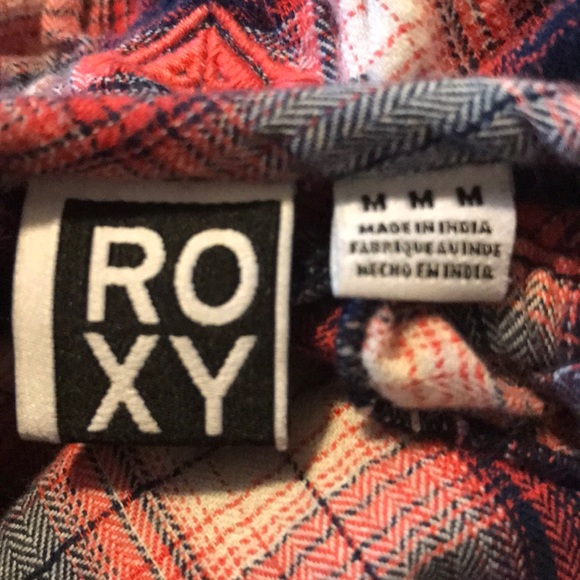 RO
XY
M M M
MADE IN INDIA
FABRIQUE AU INDE
HECHO EN INDIA